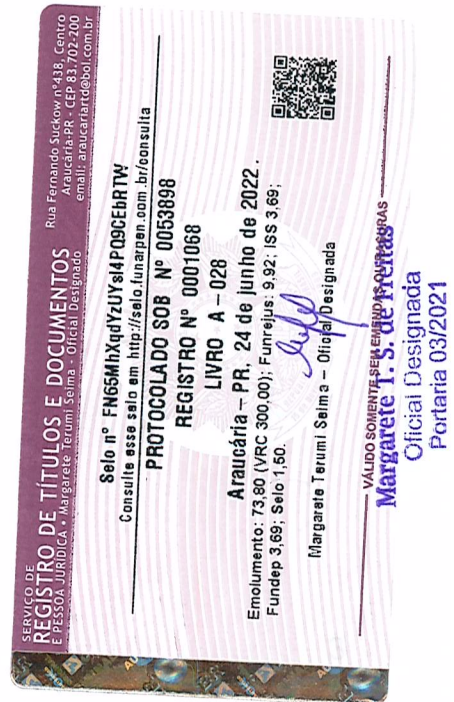 SERVIÇO DE
REGISTRO DE TÍTULOS E DOCUMENTOS
E PESSOA JURÍDICA • Margarete Terumi Seima - Oficial Designado
Rua Fernando Suckow nº438, Centro
Araucária-PR - CEP 83.702-200
email: araucariartd@bol.com.br
Selo nº FNG5MhXqdYzUYsl4PQ9CEbRTW
Consulte esse selo em http://selo.funarpen.com.br/consulta
PROTOCOLADO SOB Nº 0053898
REGISTRO Nº 0001068
LIVRO A – 028
Araucária – PR, 24 de junho de 2022.
Emolumento: 73,80 (VRC 300,00); Funrejus: 9,92; ISS 3,69;
Fundep 3,69; Selo 1,50.
Margarete Terumi Seima – Oficial Designada
VÁLIDO SOMENTE SEM EMENDAS OU RASURAS
Margarete T. S. de Freitas
Oficial Designada
Portaria 03/2021